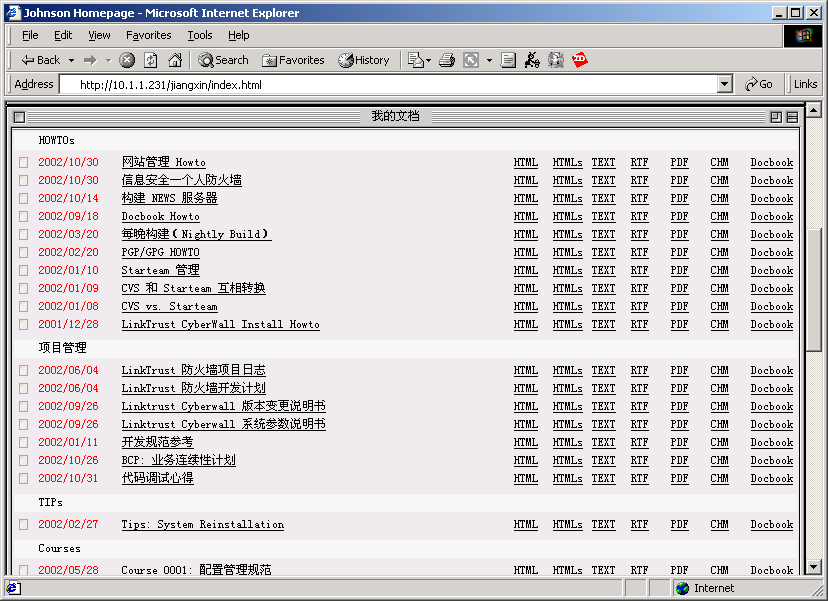 Johnson Homepage - Microsoft Internet Explorer
File Edit View Favorites Tools Help
Back Search Favorites History
Address http://10.1.1.231/jiangxin/index.html Go Links
我的文档
HOWTOs
2002/10/30 网站管理 Howto HTML HTMLs TEXT RTF PDF CHM Docbook
2002/10/30 信息安全一个人防火墙 HTML HTMLs TEXT RTF PDF CHM Docbook
2002/10/14 构建 NEWS 服务器 HTML HTMLs TEXT RTF PDF CHM Docbook
2002/09/18 Docbook Howto HTML HTMLs TEXT RTF PDF CHM Docbook
2002/03/20 每晚构建(Nightly Build) HTML HTMLs TEXT RTF PDF CHM Docbook
2002/02/20 PGP/GPG HOWTO HTML HTMLs TEXT RTF PDF CHM Docbook
2002/01/10 Starteam 管理 HTML HTMLs TEXT RTF PDF CHM Docbook
2002/01/09 CVS 和 Starteam 互相转换 HTML HTMLs TEXT RTF PDF CHM Docbook
2002/01/08 CVS vs. Starteam HTML HTMLs TEXT RTF PDF CHM Docbook
2001/12/28 LinkTrust CyberWall Install Howto HTML HTMLs TEXT RTF PDF CHM Docbook
项目管理
2002/06/04 LinkTrust 防火墙项目日志 HTML HTMLs TEXT RTF PDF CHM Docbook
2002/06/04 LinkTrust 防火墙开发计划 HTML HTMLs TEXT RTF PDF CHM Docbook
2002/09/26 Linktrust Cyberwall 版本变更说明书 HTML HTMLs TEXT RTF PDF CHM Docbook
2002/09/26 Linktrust Cyberwall 系统参数说明书 HTML HTMLs TEXT RTF PDF CHM Docbook
2002/01/11 开发规范参考 HTML HTMLs TEXT RTF PDF CHM Docbook
2002/10/26 BCP: 业务连续性计划 HTML HTMLs TEXT RTF PDF CHM Docbook
2002/10/31 代码调试心得 HTML HTMLs TEXT RTF PDF CHM Docbook
TIPs
2002/02/27 Tips: System Reinstallation HTML HTMLs TEXT RTF PDF CHM Docbook
Courses
2002/05/28 Course 0001: 配置管理规范 HTML HTMLs TEXT RTF PDF CHM Docbook
Internet